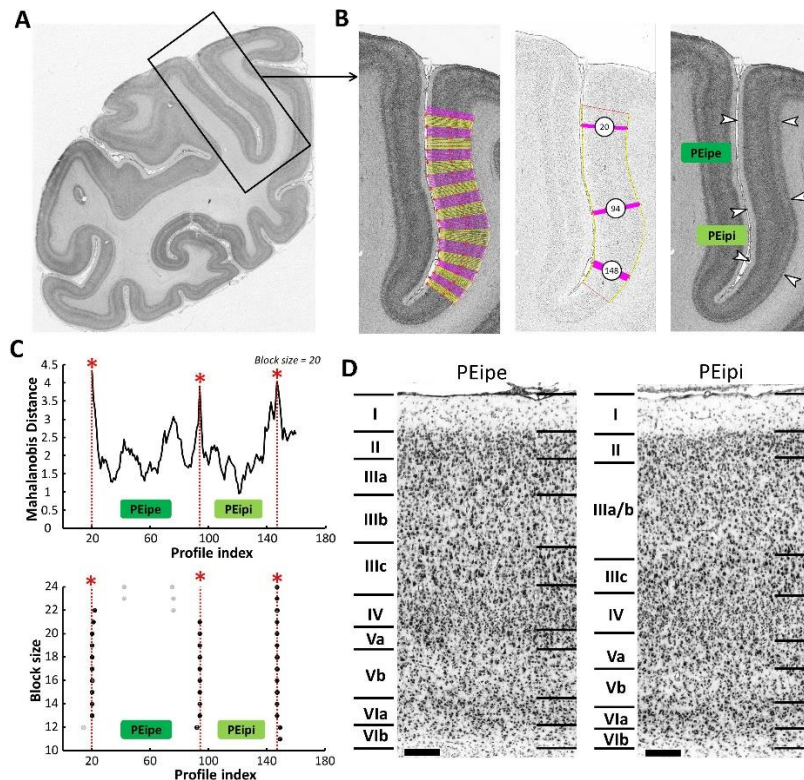 A
B
20
94
148
PEipe
PEipi
C
Block size = 20
Mahalanobis Distance
4.5
4
3.5
3
2.5
2
1.5
1
0.5
0
* * *
PEipe PEipi
20 60 100 140 180
Profile index
* * *
Block size
24
22
20
18
16
14
12
10
PEipe PEipi
20 60 100 140 180
Profile index
D
PEipe
I
II
IIIa
IIIb
IIIc
IV
Va
Vb
VIa
VIb
PEipi
I
II
IIIa/b
IIIc
IV
Va
Vb
VIa
VIb